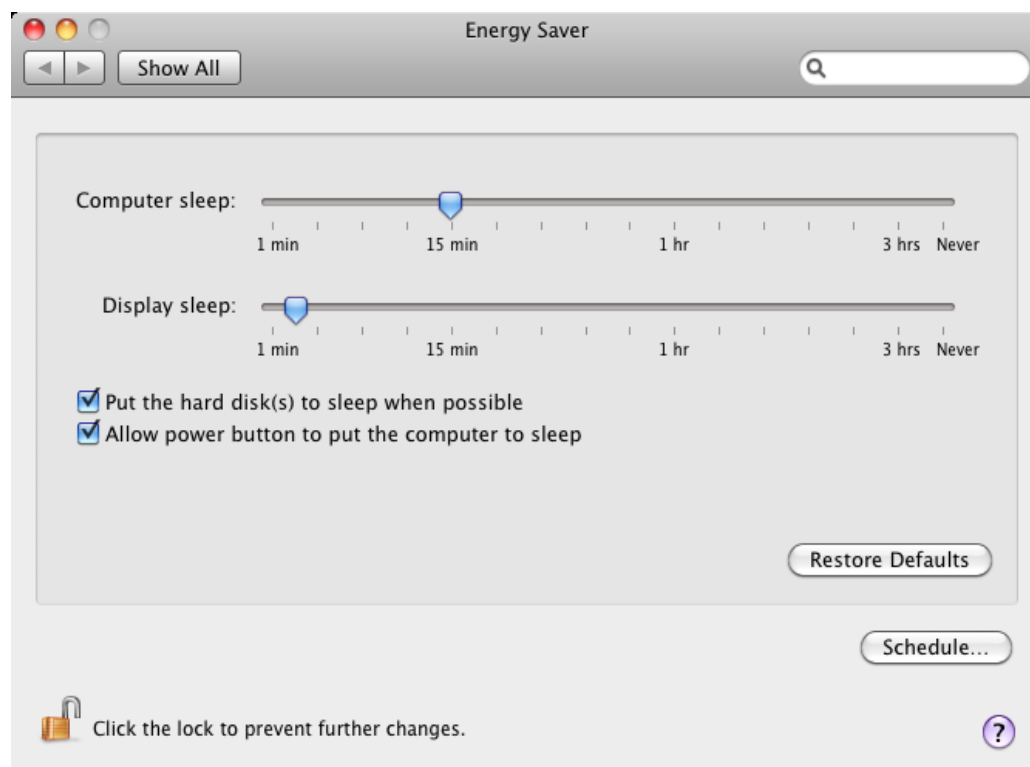 Energy Saver
Show All
Computer sleep:
1 min 15 min 1 hr 3 hrs Never
Display sleep:
1 min 15 min 1 hr 3 hrs Never
Put the hard disk(s) to sleep when possible
Allow power button to put the computer to sleep
Restore Defaults
Schedule...
Click the lock to prevent further changes.
?